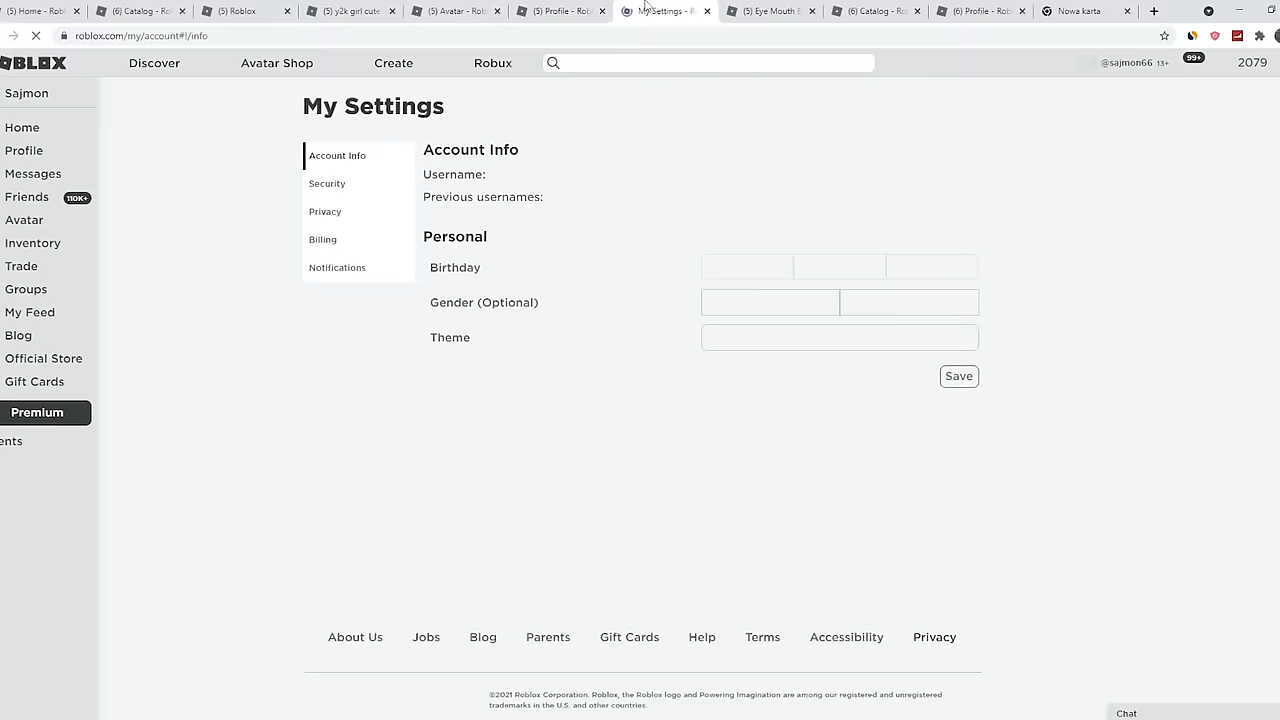 (5) Home - Rob
(6) Catalog - Ro
(5) Roblox
(5) y2k girl cute
(5) Avatar - Rob
(5) Profile - Robl
My Settings - R
(5) Eye Mouth E
(6) Catalog - Ro
(6) Profile - Rob
Nowa karta
roblox.com/my/account#!/info
ROBLOX
Discover
Avatar Shop
Create
Robux
@sajmon66 13+
99+
2079
Sajmon
Home
Profile
Messages
Friends 110K+
Avatar
Inventory
Trade
Groups
My Feed
Blog
Official Store
Gift Cards
Premium
ents
My Settings
Account Info
Security
Privacy
Billing
Notifications
Account Info
Username:
Previous usernames:
Personal
Birthday
Gender (Optional)
Theme
Save
About Us
Jobs
Blog
Parents
Gift Cards
Help
Terms
Accessibility
Privacy
©2021 Roblox Corporation. Roblox, the Roblox logo and Powering Imagination are among our registered and unregistered
trademarks in the U.S. and other countries.
Chat